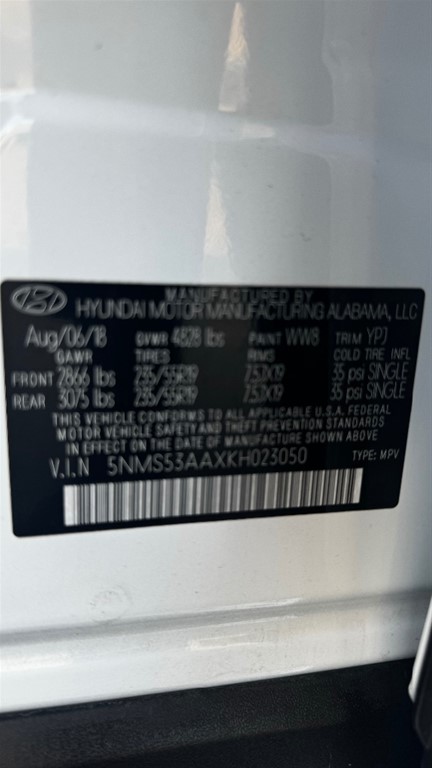 MANUFACTURED BY
HYUNDAI MOTOR MANUFACTURING ALABAMA, LLC
Aug/06/18 GVWR 4828 lbs PAINT WW8 TRIM YPJ
GAWR TIRES RIMS COLD TIRE INFL
FRONT 2866 lbs 235/55R19 7.5JX19 35 psi SINGLE
REAR 3075 lbs 235/55R19 7.5JX19 35 psi SINGLE
THIS VEHICLE CONFORMS TO ALL APPLICABLE U.S.A. FEDERAL
MOTOR VEHICLE SAFETY AND THEFT PREVENTION STANDARDS
IN EFFECT ON THE DATE OF MANUFACTURE SHOWN ABOVE.
V.I.N 5NMS53AAXKH023050 TYPE: MPV